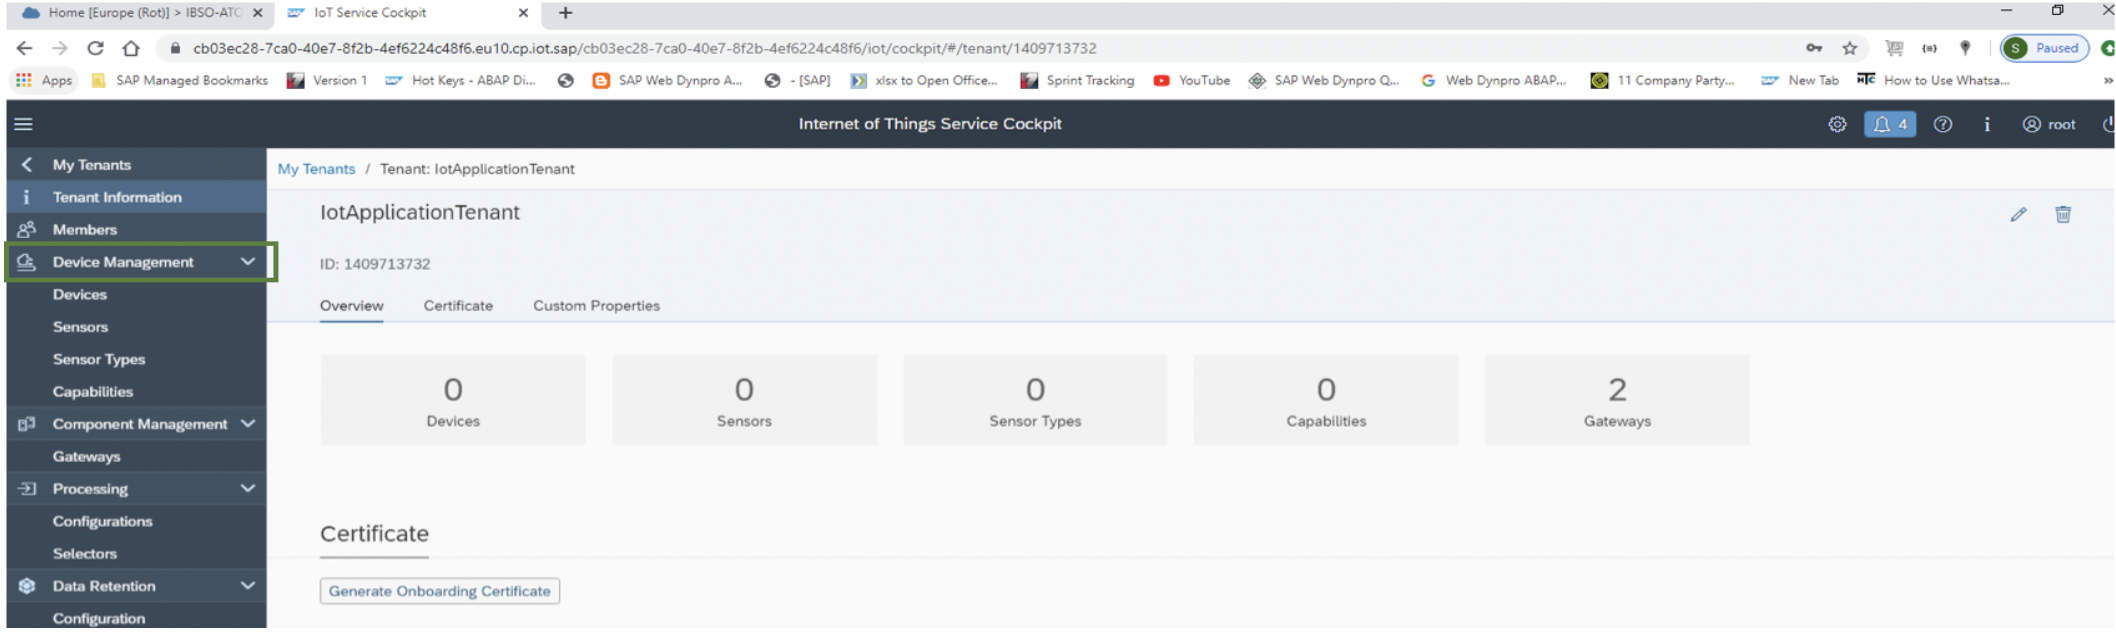 Home [Europe (Rot)] > IBSO-ATC
IoT Service Cockpit
cb03ec28-7ca0-40e7-8f2b-4ef6224c48f6.eu10.cp.iot.sap/cb03ec28-7ca0-40e7-8f2b-4ef6224c48f6/iot/cockpit/#/tenant/1409713732
S Paused
Apps SAP Managed Bookmarks Version 1 Hot Keys - ABAP Di... SAP Web Dynpro A... - [SAP] xlsx to Open Office... Sprint Tracking YouTube SAP Web Dynpro Q... Web Dynpro ABAP... 11 Company Party... New Tab How to Use Whatsa... »
Internet of Things Service Cockpit
4
root
My Tenants
Tenant Information
Members
Device Management
Devices
Sensors
Sensor Types
Capabilities
Component Management
Gateways
Processing
Configurations
Selectors
Data Retention
Configuration
My Tenants / Tenant: IotApplicationTenant
IotApplicationTenant
ID: 1409713732
Overview Certificate Custom Properties
0
Devices
0
Sensors
0
Sensor Types
0
Capabilities
2
Gateways
Certificate
Generate Onboarding Certificate